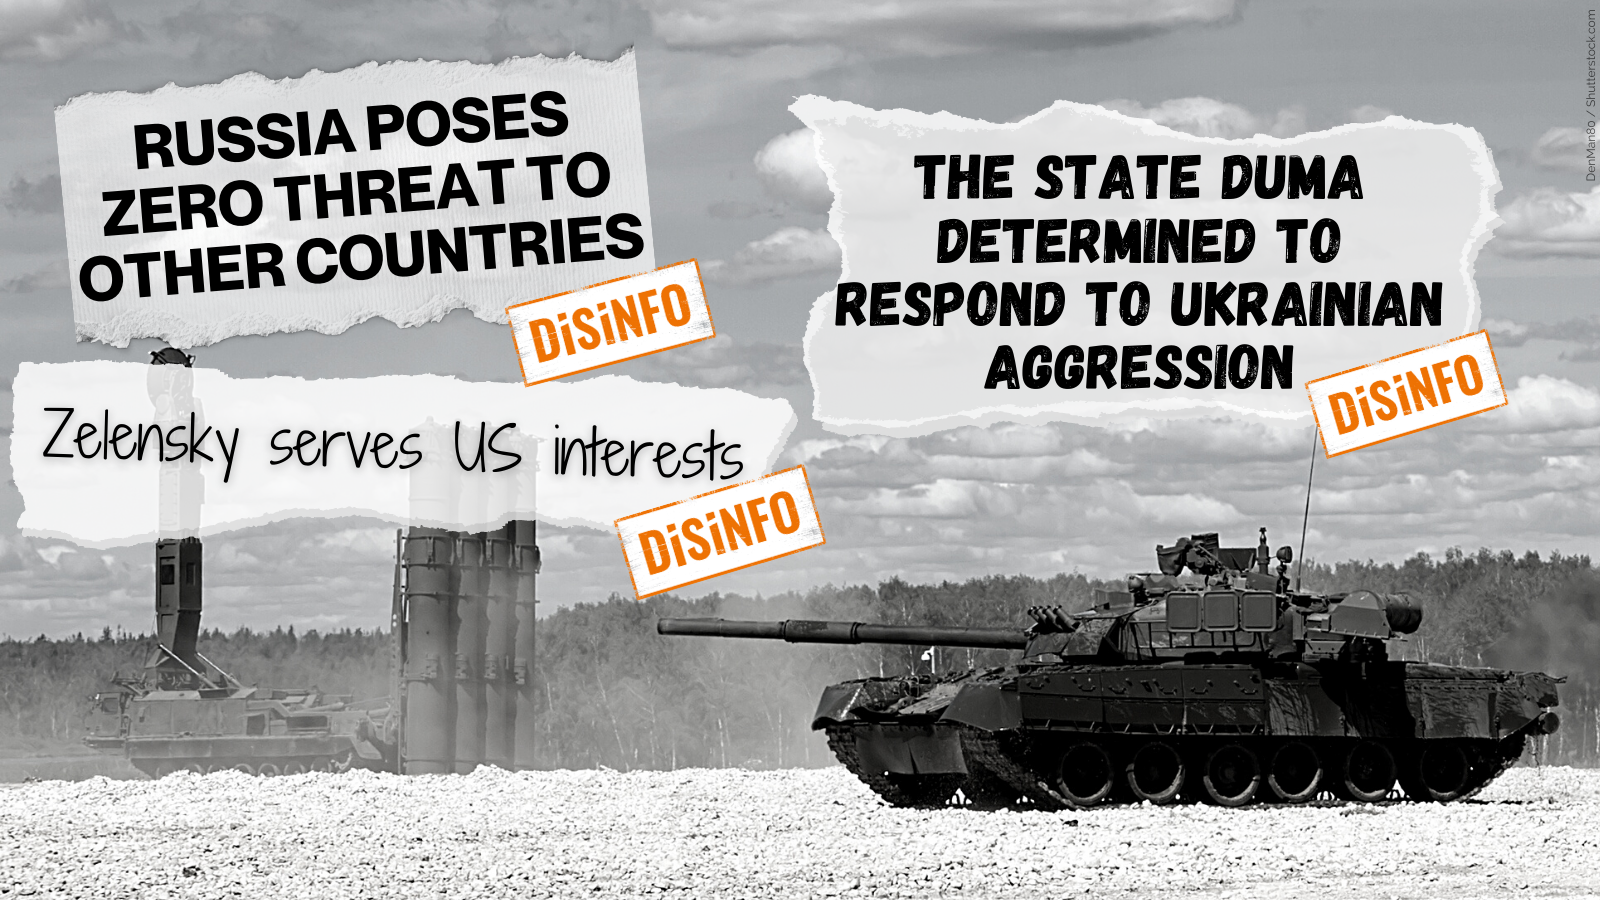 RUSSIA POSES
ZERO THREAT TO
OTHER COUNTRIES
DiSiNFO
Zelensky serves US interests
DiSiNFO
THE STATE DUMA
DETERMINED TO
RESPOND TO UKRAINIAN
AGGRESSION
DiSiNFO
DenMan80 / Shutterstock.com